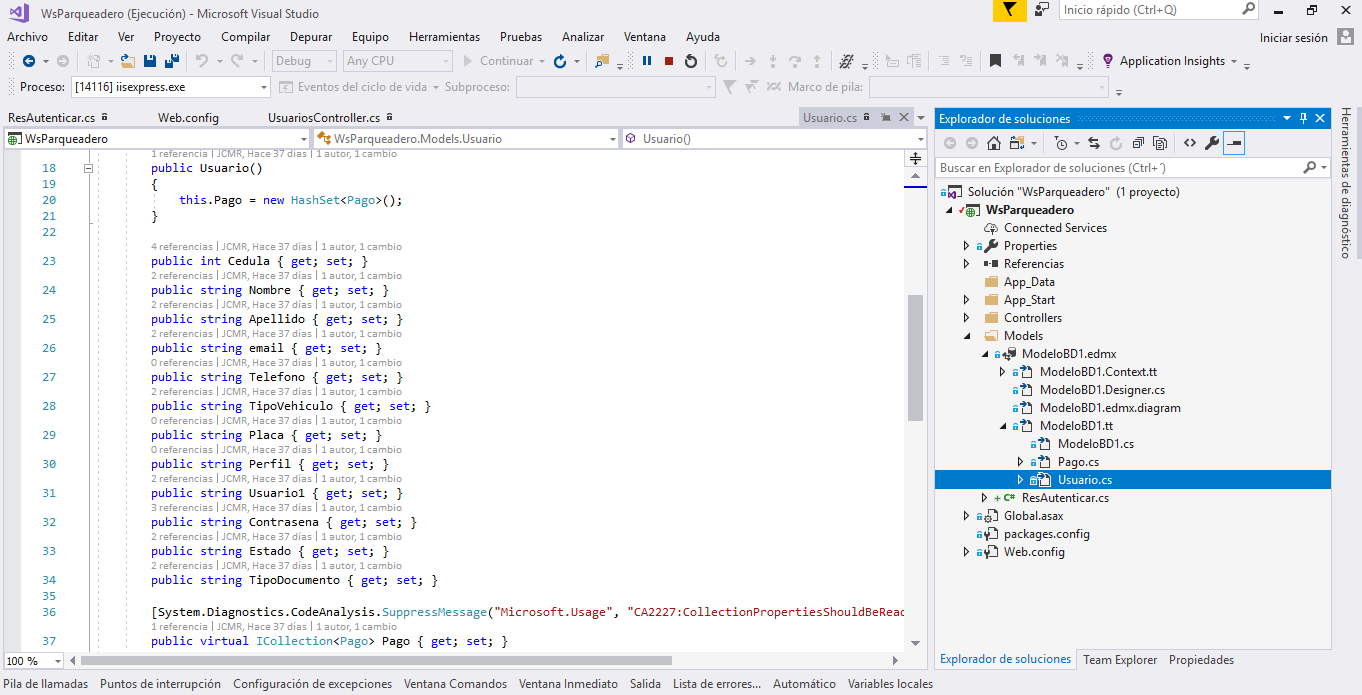 WsParqueadero (Ejecución) - Microsoft Visual Studio
Inicio rápido (Ctrl+Q)
Archivo Editar Ver Proyecto Compilar Depurar Equipo Herramientas Pruebas Analizar Ventana Ayuda
Iniciar sesión
Debug Any CPU Continuar Application Insights
Proceso: [14116] iisexpress.exe Eventos del ciclo de vida Subproceso: Marco de pila:
ResAutenticar.cs Web.config UsuariosController.cs Usuario.cs
WsParqueadero WsParqueadero.Models.Usuario Usuario()
1 referencia | JCMR, Hace 37 días | 1 autor, 1 cambio
18 public Usuario()
19 {
20 this.Pago = new HashSet<Pago>();
21 }
22
4 referencias | JCMR, Hace 37 días | 1 autor, 1 cambio
23 public int Cedula { get; set; }
2 referencias | JCMR, Hace 37 días | 1 autor, 1 cambio
24 public string Nombre { get; set; }
2 referencias | JCMR, Hace 37 días | 1 autor, 1 cambio
25 public string Apellido { get; set; }
2 referencias | JCMR, Hace 37 días | 1 autor, 1 cambio
26 public string email { get; set; }
0 referencias | JCMR, Hace 37 días | 1 autor, 1 cambio
27 public string Telefono { get; set; }
2 referencias | JCMR, Hace 37 días | 1 autor, 1 cambio
28 public string TipoVehiculo { get; set; }
0 referencias | JCMR, Hace 37 días | 1 autor, 1 cambio
29 public string Placa { get; set; }
0 referencias | JCMR, Hace 37 días | 1 autor, 1 cambio
30 public string Perfil { get; set; }
2 referencias | JCMR, Hace 37 días | 1 autor, 1 cambio
31 public string Usuario1 { get; set; }
3 referencias | JCMR, Hace 37 días | 1 autor, 1 cambio
32 public string Contrasena { get; set; }
2 referencias | JCMR, Hace 37 días | 1 autor, 1 cambio
33 public string Estado { get; set; }
2 referencias | JCMR, Hace 37 días | 1 autor, 1 cambio
34 public string TipoDocumento { get; set; }
35
36 [System.Diagnostics.CodeAnalysis.SuppressMessage("Microsoft.Usage", "CA2227:CollectionPropertiesShouldBeReac
1 referencia | JCMR, Hace 37 días | 1 autor, 1 cambio
37 public virtual ICollection<Pago> Pago { get; set; }
100 %
Explorador de soluciones
Buscar en Explorador de soluciones (Ctrl+´)
Solución "WsParqueadero" (1 proyecto)
WsParqueadero
Connected Services
Properties
Referencias
App_Data
App_Start
Controllers
Models
ModeloBD1.edmx
ModeloBD1.Context.tt
ModeloBD1.Designer.cs
ModeloBD1.edmx.diagram
ModeloBD1.tt
ModeloBD1.cs
Pago.cs
Usuario.cs
+ C# ResAutenticar.cs
Global.asax
packages.config
Web.config
Explorador de soluciones Team Explorer Propiedades
Herramientas de diagnóstico
Pila de llamadas Puntos de interrupción Configuración de excepciones Ventana Comandos Ventana Inmediato Salida Lista de errores... Automático Variables locales